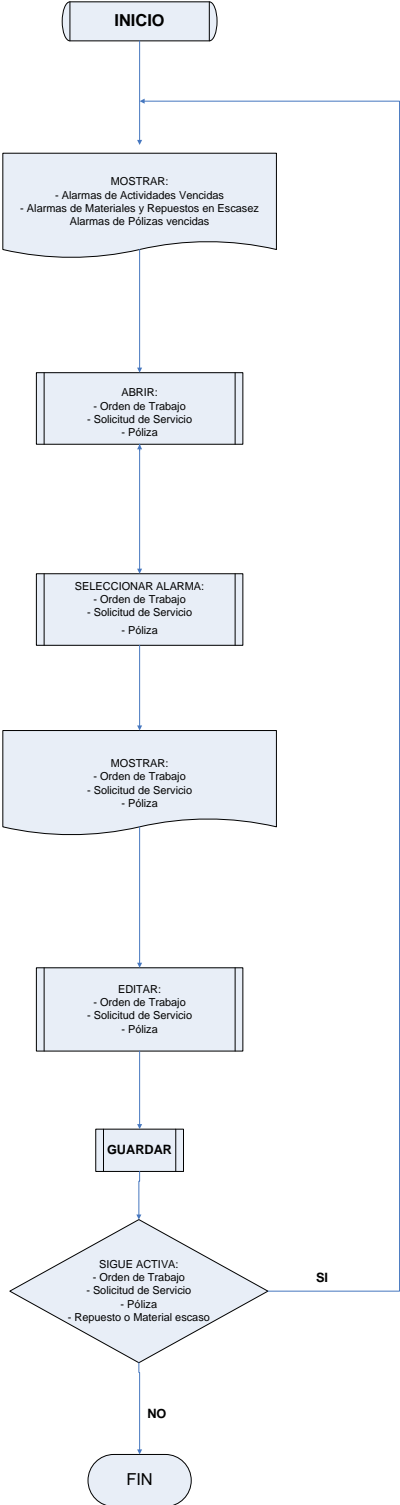 INICIO
MOSTRAR:
- Alarmas de Actividades Vencidas
- Alarmas de Materiales y Repuestos en Escasez
Alarmas de Pólizas vencidas
ABRIR:
- Orden de Trabajo
- Solicitud de Servicio
- Póliza
SELECCIONAR ALARMA:
- Orden de Trabajo
- Solicitud de Servicio
- Póliza
MOSTRAR:
- Orden de Trabajo
- Solicitud de Servicio
- Póliza
EDITAR:
- Orden de Trabajo
- Solicitud de Servicio
- Póliza
GUARDAR
SIGUE ACTIVA:
- Orden de Trabajo
- Solicitud de Servicio
- Póliza
- Repuesto o Material escaso
SI
NO
FIN